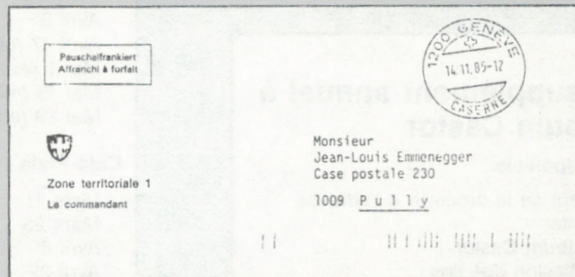 Pauschalfrankiert
Affranchi à forfait
1200 GENÈVE
14.11.85-12
CASERNE
Zone territoriale 1
Le commandant
Monsieur
Jean-Louis Emmenegger
Case postale 230
1009 Pully